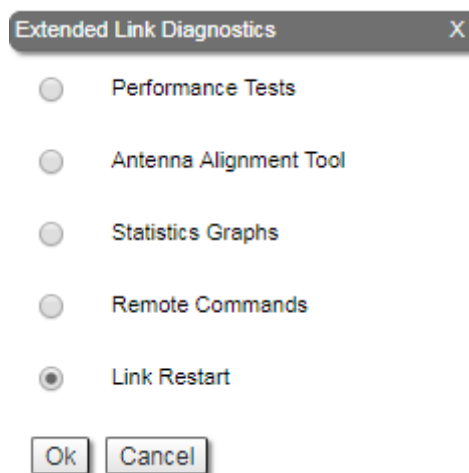 Extended Link Diagnostics X
Performance Tests
Antenna Alignment Tool
Statistics Graphs
Remote Commands
Link Restart
Ok Cancel